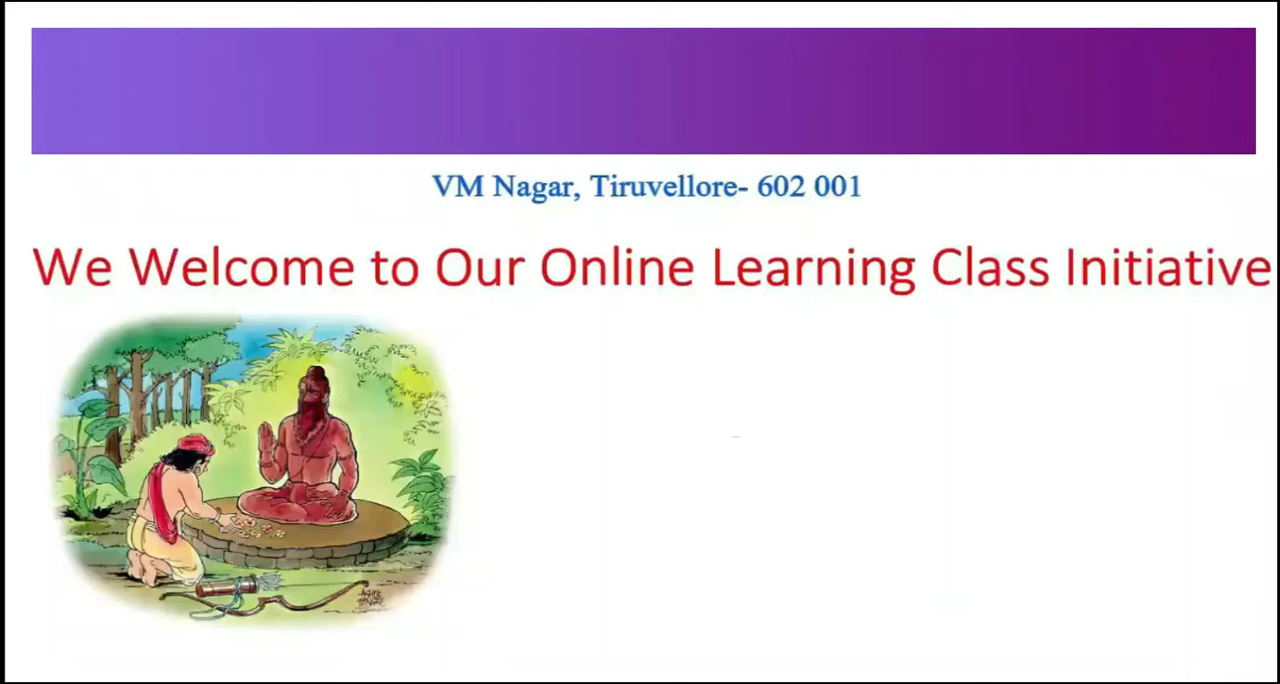 VM Nagar, Tiruvellore- 602 001
We Welcome to Our Online Learning Class Initiative